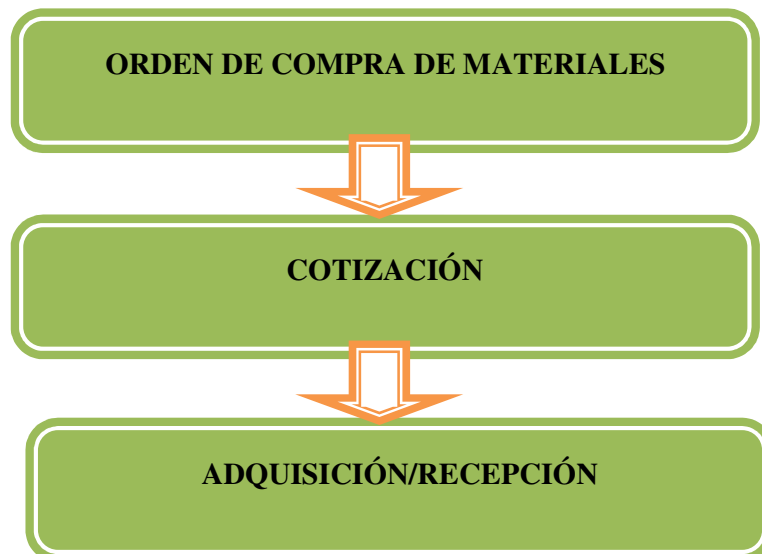 ORDEN DE COMPRA DE MATERIALES
COTIZACIÓN
ADQUISICIÓN/RECEPCIÓN